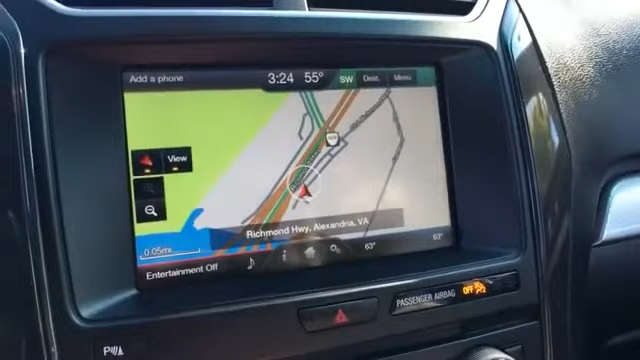 Add a phone 3:24 55° SW Dest. Menu
View
0.05mi
Richmond Hwy, Alexandria, VA
Entertainment Off 63° 63°
PASSENGER AIRBAG OFF
P